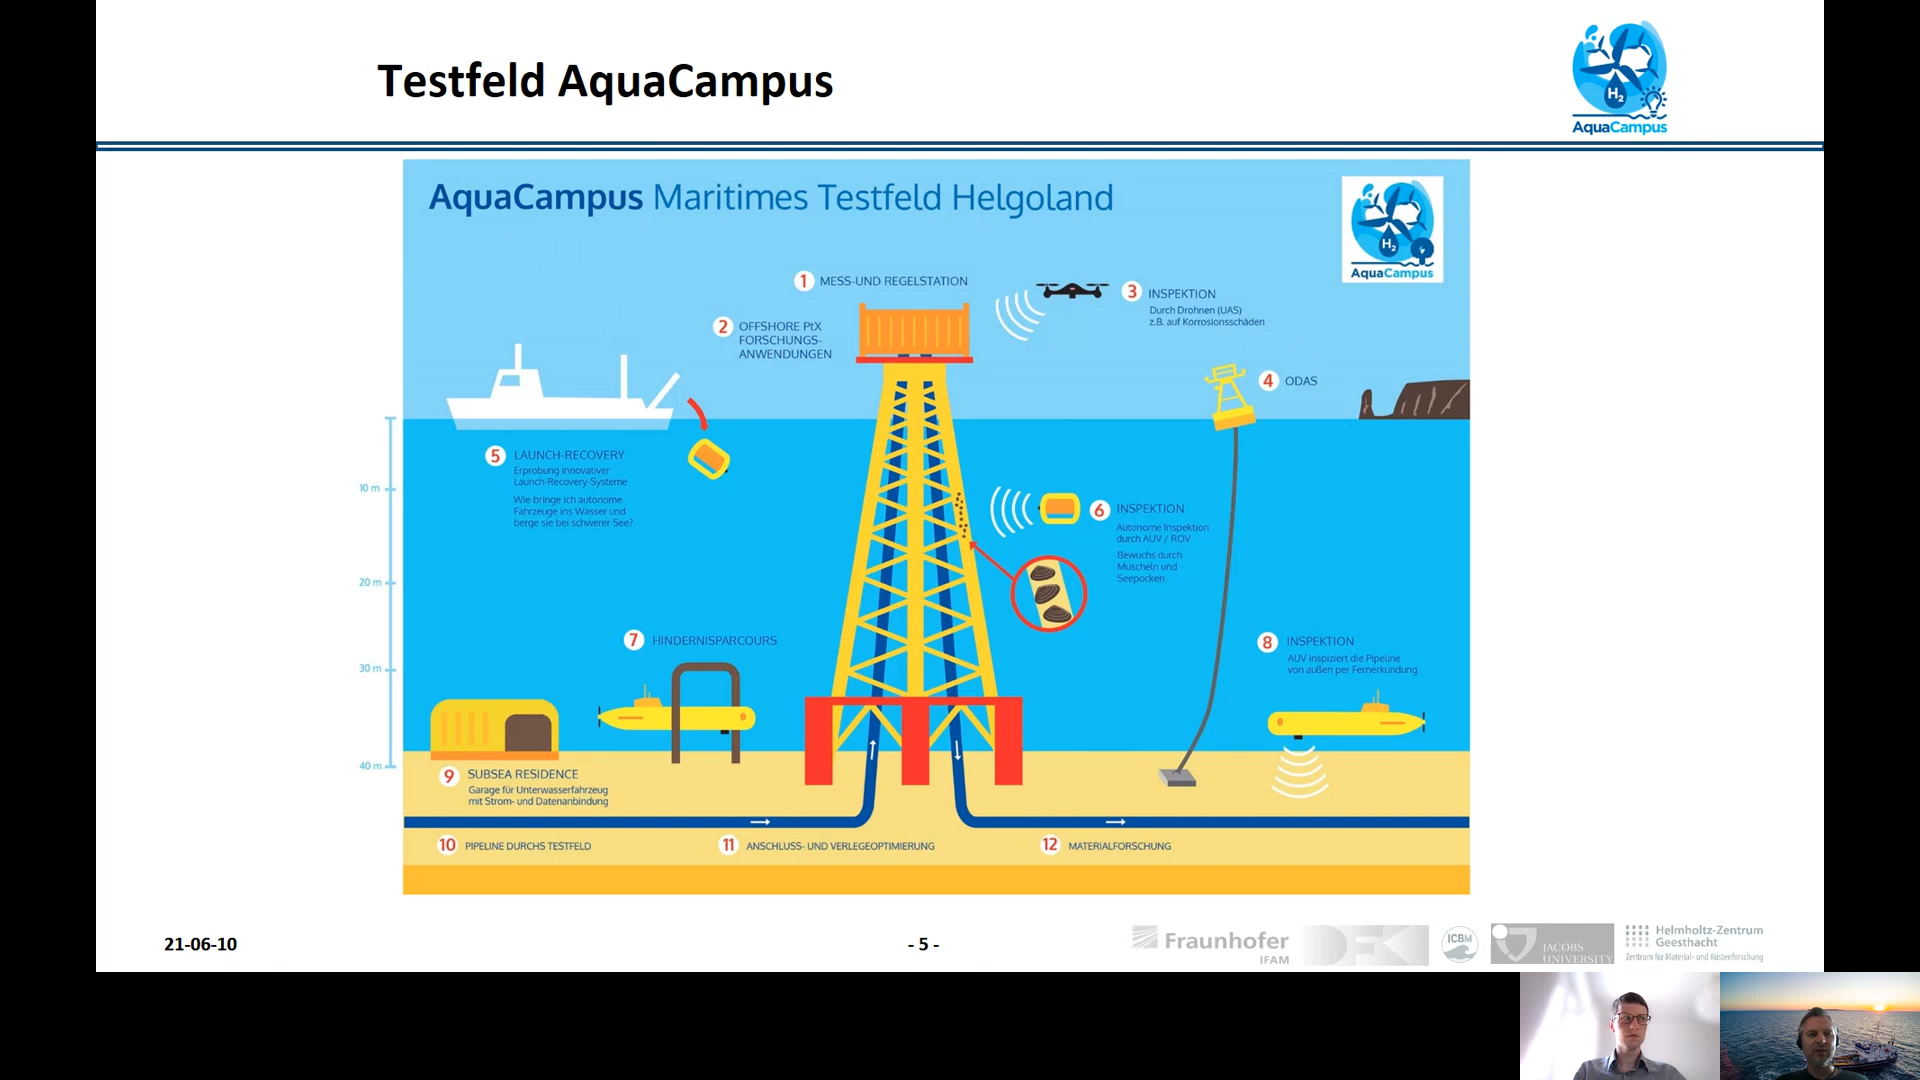 Testfeld AquaCampus
H₂
AquaCampus
AquaCampus Maritimes Testfeld Helgoland
H₂
AquaCampus
1 MESS-UND REGELSTATION
2 OFFSHORE PtX
FORSCHUNGS-
ANWENDUNGEN
3 INSPEKTION
Durch Drohnen (UAS)
z.B. auf Korrosionsschäden
4 ODAS
5 LAUNCH-RECOVERY
Erprobung innovativer
Launch-Recovery-Systeme
Wie bringe ich autonome
Fahrzeuge ins Wasser und
berge sie bei schwerer See?
10 m
20 m
30 m
40 m
6 INSPEKTION
Autonome Inspektion
durch AUV / ROV
Bewuchs durch
Muscheln und
Seepocken
7 HINDERNISPARCOURS
8 INSPEKTION
AUV inspiziert die Pipeline
von außen per Fernerkundung
9 SUBSEA RESIDENCE
Garage für Unterwasserfahrzeug
mit Strom- und Datenanbindung
10 PIPELINE DURCHS TESTFELD
11 ANSCHLUSS- UND VERLEGEOPTIMIERUNG
12 MATERIALFORSCHUNG
21-06-10
- 5 -
Fraunhofer
IFAM
DFK
ICBM
JACOBS
UNIVERSITY
Helmholtz-Zentrum
Geesthacht
Zentrum für Material- und Küstenforschung